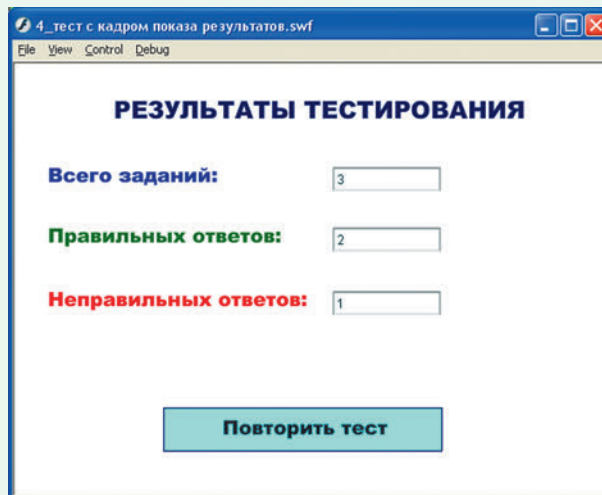 4_тест с кадром показа результатов.swf
File View Control Debug
РЕЗУЛЬТАТЫ ТЕСТИРОВАНИЯ
Всего заданий: 3
Правильных ответов: 2
Неправильных ответов: 1
Повторить тест